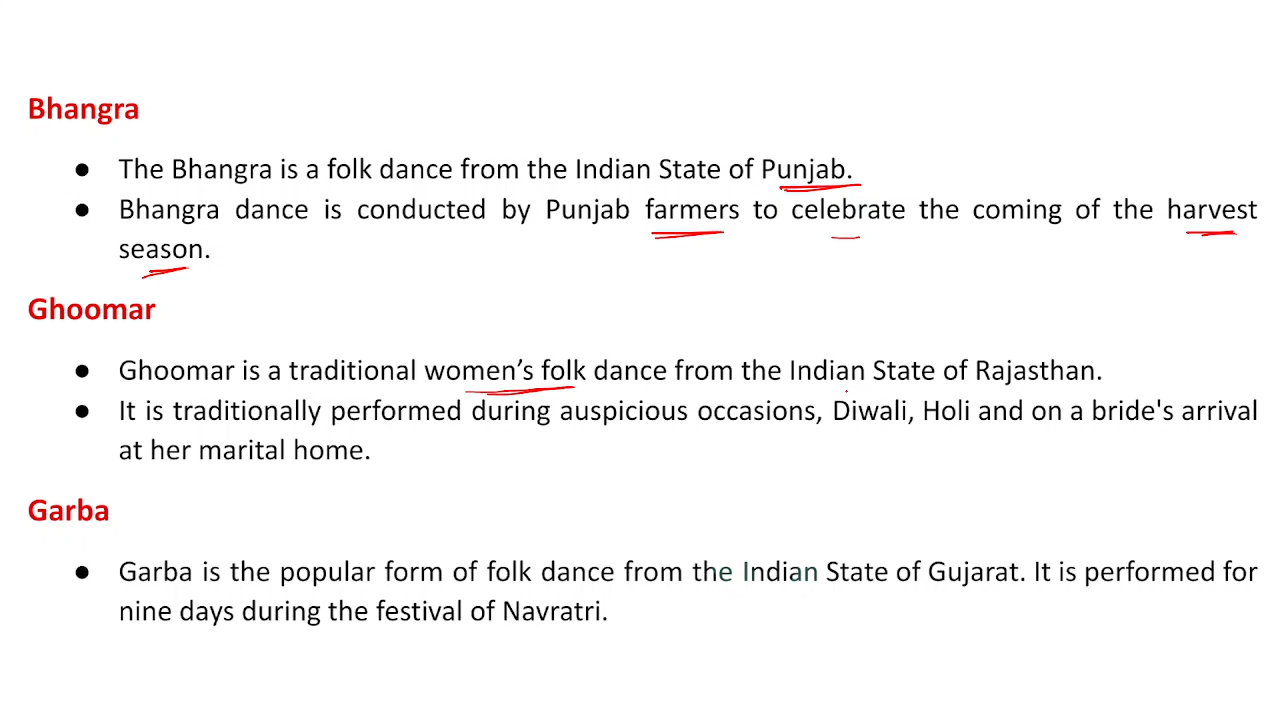 Bhangra
● The Bhangra is a folk dance from the Indian State of Punjab.
● Bhangra dance is conducted by Punjab farmers to celebrate the coming of the harvest
season.
Ghoomar
● Ghoomar is a traditional women’s folk dance from the Indian State of Rajasthan.
● It is traditionally performed during auspicious occasions, Diwali, Holi and on a bride's arrival
at her marital home.
Garba
● Garba is the popular form of folk dance from the Indian State of Gujarat. It is performed for
nine days during the festival of Navratri.